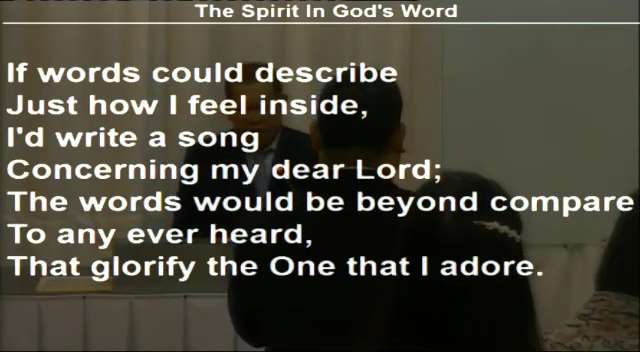 The Spirit In God's Word
If words could describe
Just how I feel inside,
I'd write a song
Concerning my dear Lord;
The words would be beyond compare
To any ever heard,
That glorify the One that I adore.